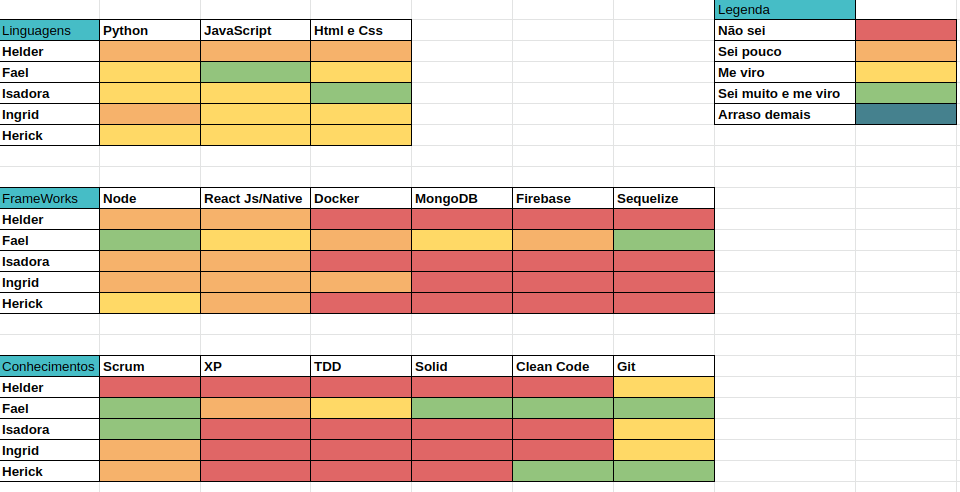 Legenda
Linguagens Python JavaScript Html e Css Não sei
Helder Sei pouco
Fael Me viro
Isadora Sei muito e me viro
Ingrid Arraso demais
Herick
FrameWorks Node React Js/Native Docker MongoDB Firebase Sequelize
Helder
Fael
Isadora
Ingrid
Herick
Conhecimentos Scrum XP TDD Solid Clean Code Git
Helder
Fael
Isadora
Ingrid
Herick